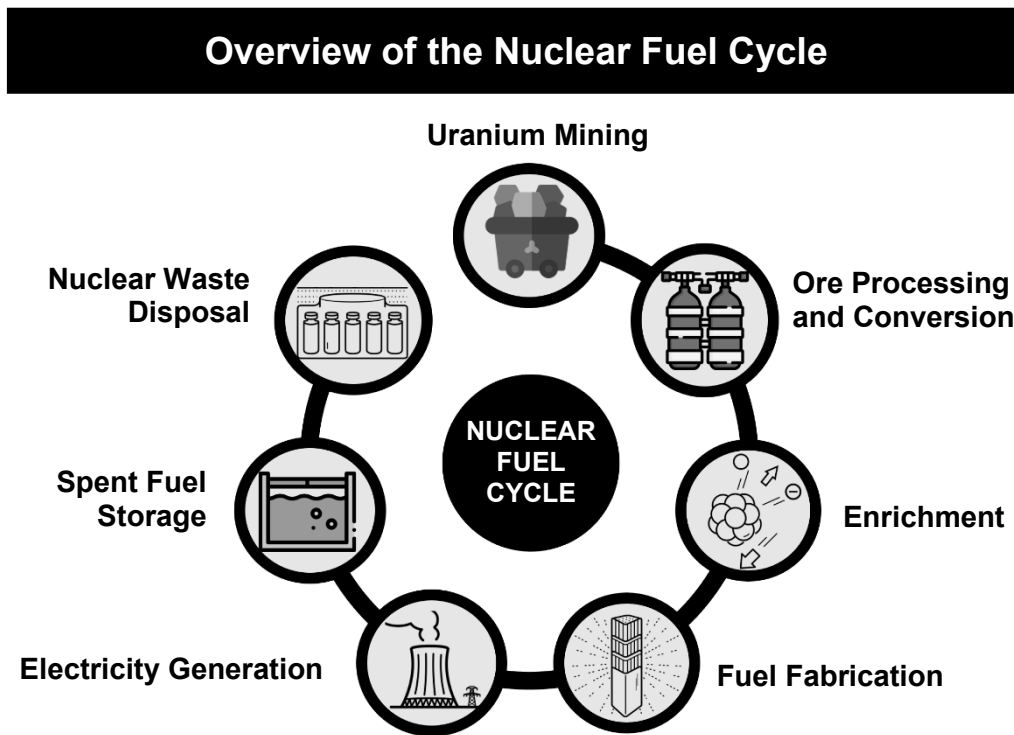 Overview of the Nuclear Fuel Cycle
Uranium Mining
Ore Processing
and Conversion
Enrichment
Fuel Fabrication
Electricity Generation
Spent Fuel
Storage
Nuclear Waste
Disposal
NUCLEAR
FUEL
CYCLE